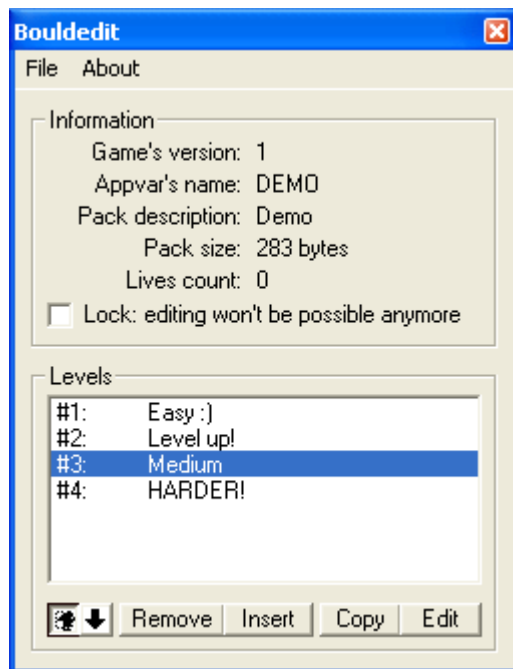 Bouldedit
File About
Information
Game's version: 1
Appvar's name: DEMO
Pack description: Demo
Pack size: 283 bytes
Lives count: 0
Lock: editing won't be possible anymore
Levels
#1: Easy :)
#2: Level up!
#3: Medium
#4: HARDER!
Remove Insert Copy Edit